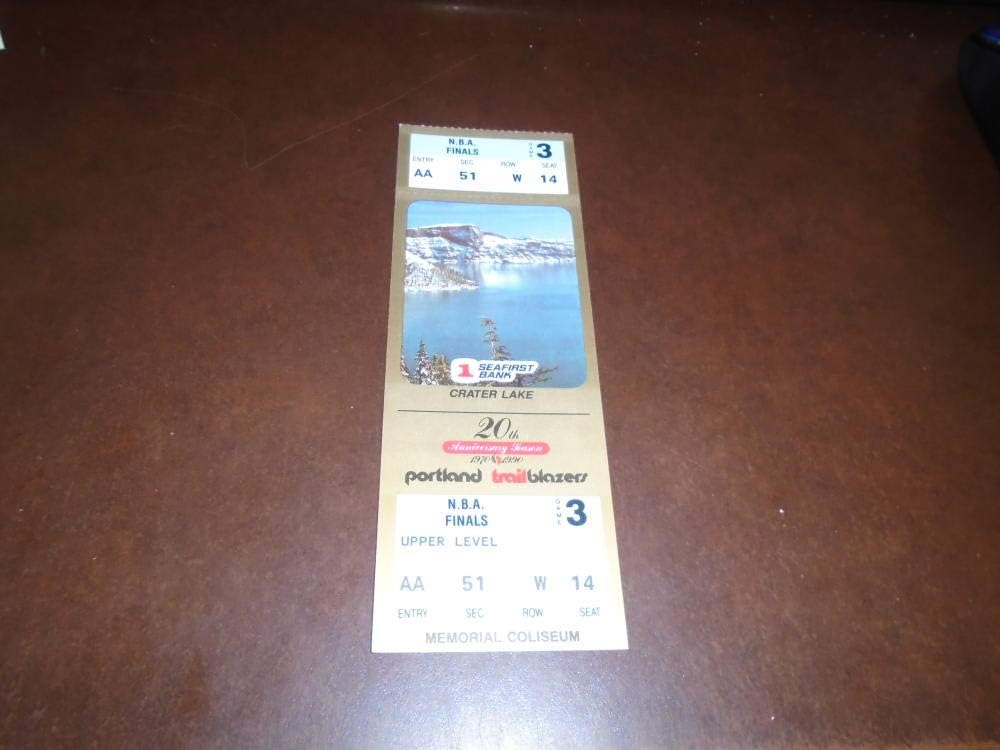 N.B.A.
FINALS GAME 3
ENTRY SEC ROW SEAT
AA 51 W 14
1 SEAFIRST
BANK
CRATER LAKE
20th
Anniversary Season
1970 1990
portland trailblazers
N.B.A.
FINALS GAME 3
UPPER LEVEL
AA 51 W 14
ENTRY SEC ROW SEAT
MEMORIAL COLISEUM